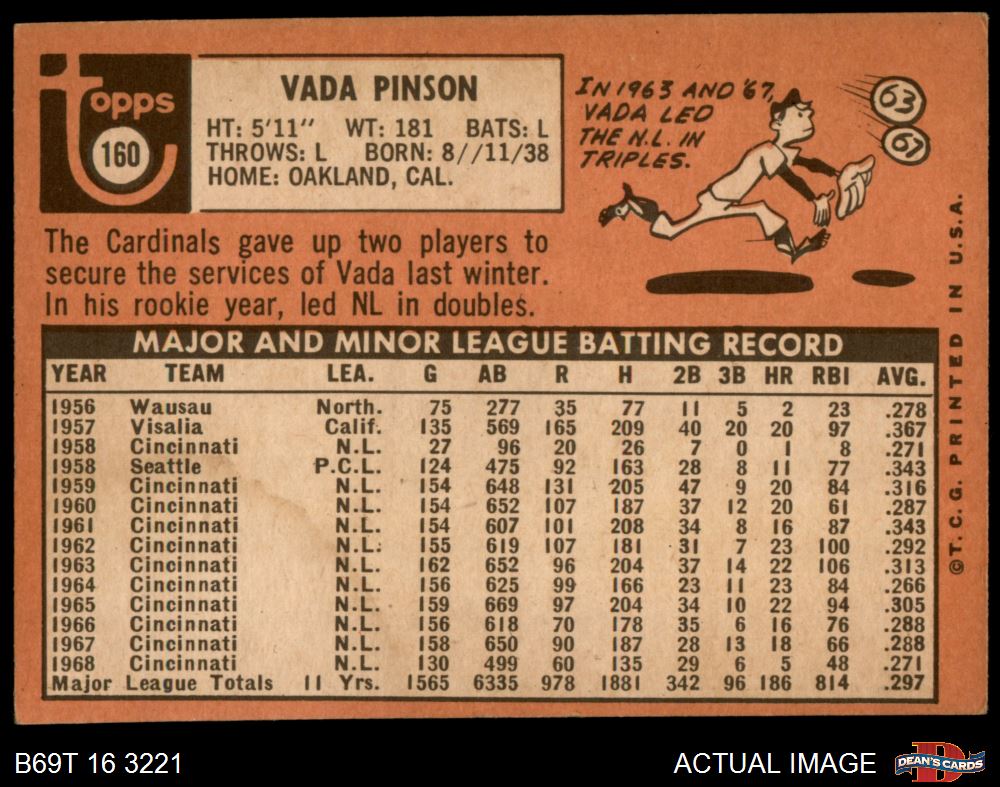 Topps
160
VADA PINSON
HT: 5'11" WT: 181 BATS: L
THROWS: L BORN: 8//11/38
HOME: OAKLAND, CAL.
IN 1963 AND '67,
VADA LED
THE N.L. IN
TRIPLES.
63
67
The Cardinals gave up two players to
secure the services of Vada last winter.
In his rookie year, led NL in doubles.
MAJOR AND MINOR LEAGUE BATTING RECORD
YEAR TEAM LEA. G AB R H 2B 3B HR RBI AVG.
1956 Wausau North. 75 277 35 77 11 5 2 23 .278
1957 Visalia Calif. 135 569 165 209 40 20 20 97 .367
1958 Cincinnati N.L. 27 96 20 26 7 0 1 8 .271
1958 Seattle P.C.L. 124 475 92 163 28 8 11 77 .343
1959 Cincinnati N.L. 154 648 131 205 47 9 20 84 .316
1960 Cincinnati N.L. 154 652 107 187 37 12 20 61 .287
1961 Cincinnati N.L. 154 607 101 208 34 8 16 87 .343
1962 Cincinnati N.L. 155 619 107 181 31 7 23 100 .292
1963 Cincinnati N.L. 162 652 96 204 37 14 22 106 .313
1964 Cincinnati N.L. 156 625 99 166 23 11 23 84 .266
1965 Cincinnati N.L. 159 669 97 204 34 10 22 94 .305
1966 Cincinnati N.L. 156 618 70 178 35 6 16 76 .288
1967 Cincinnati N.L. 158 650 90 187 28 13 18 66 .288
1968 Cincinnati N.L. 130 499 60 135 29 6 5 48 .271
Major League Totals 11 Yrs. 1565 6335 978 1881 342 96 186 814 .297
©T.C.G. PRINTED IN U.S.A.
B69T 16 3221
ACTUAL IMAGE
DEAN'S CARDS